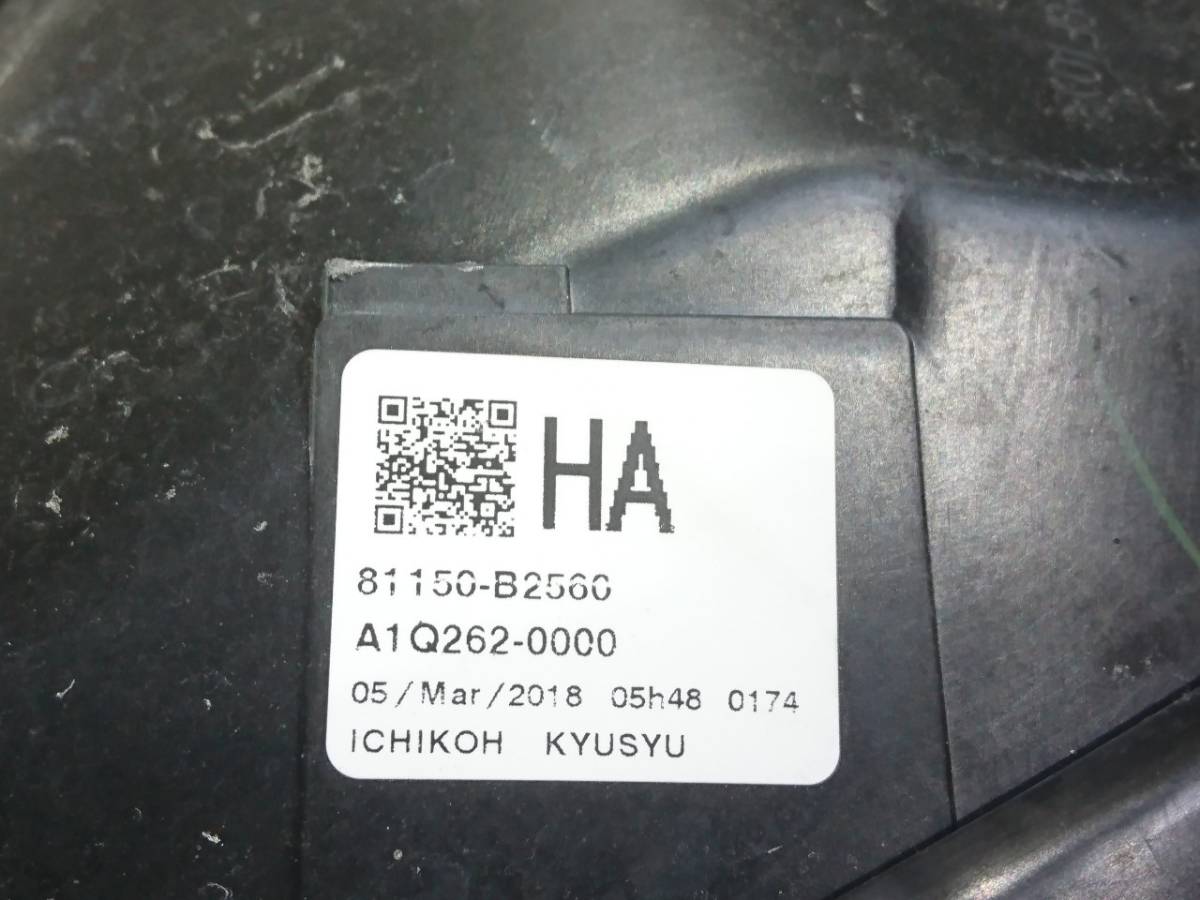 HA
81150-B2560
A1Q262-0000
05/Mar/2018 05h48 0174
ICHIKOH KYUSYU